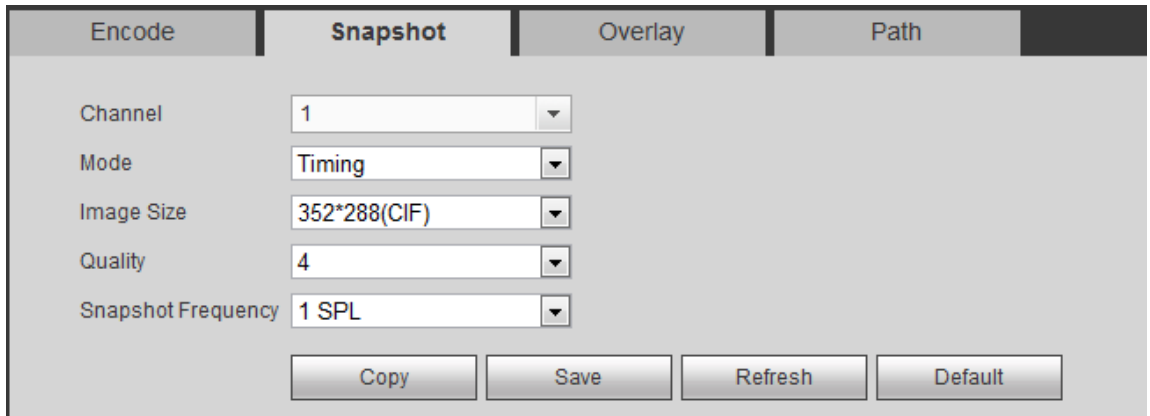 Encode Snapshot Overlay Path
Channel 1
Mode Timing
Image Size 352*288(CIF)
Quality 4
Snapshot Frequency 1 SPL
Copy Save Refresh Default